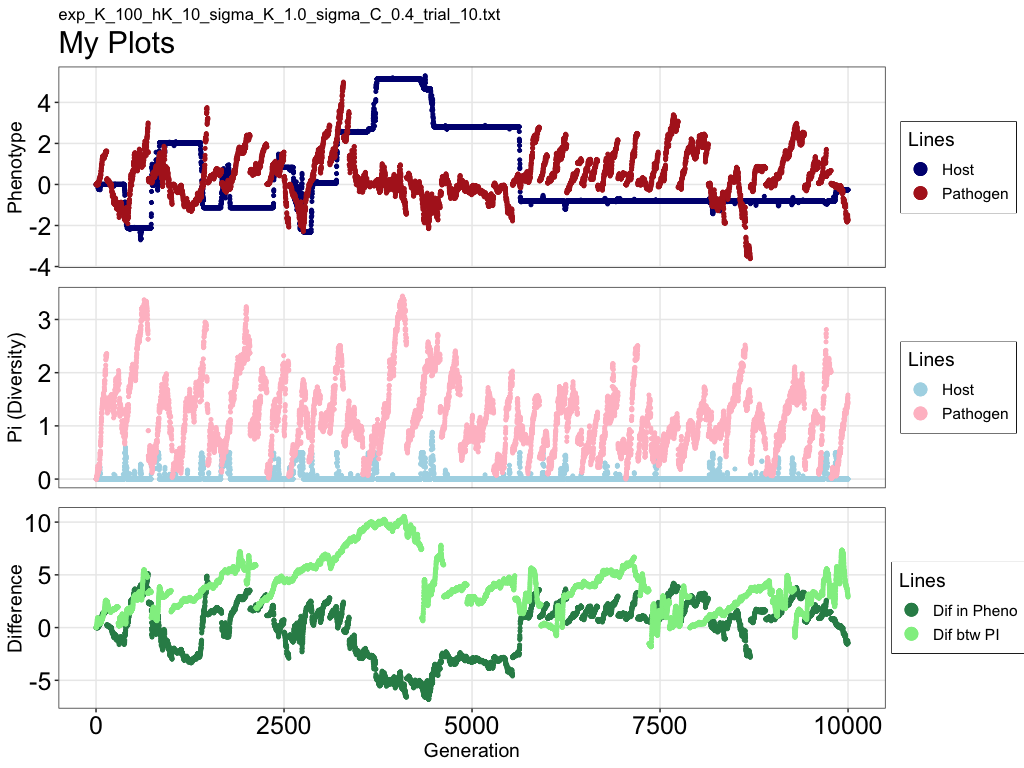 exp_K_100_hK_10_sigma_K_1.0_sigma_C_0.4_trial_10.txt
My Plots
Phenotype
4
2
0
-2
-4
Lines
Host
Pathogen
Pi (Diversity)
3
2
1
0
Lines
Host
Pathogen
Difference
10
5
0
-5
Lines
Dif in Pheno
Dif btw PI
0 2500 5000 7500 10000
Generation